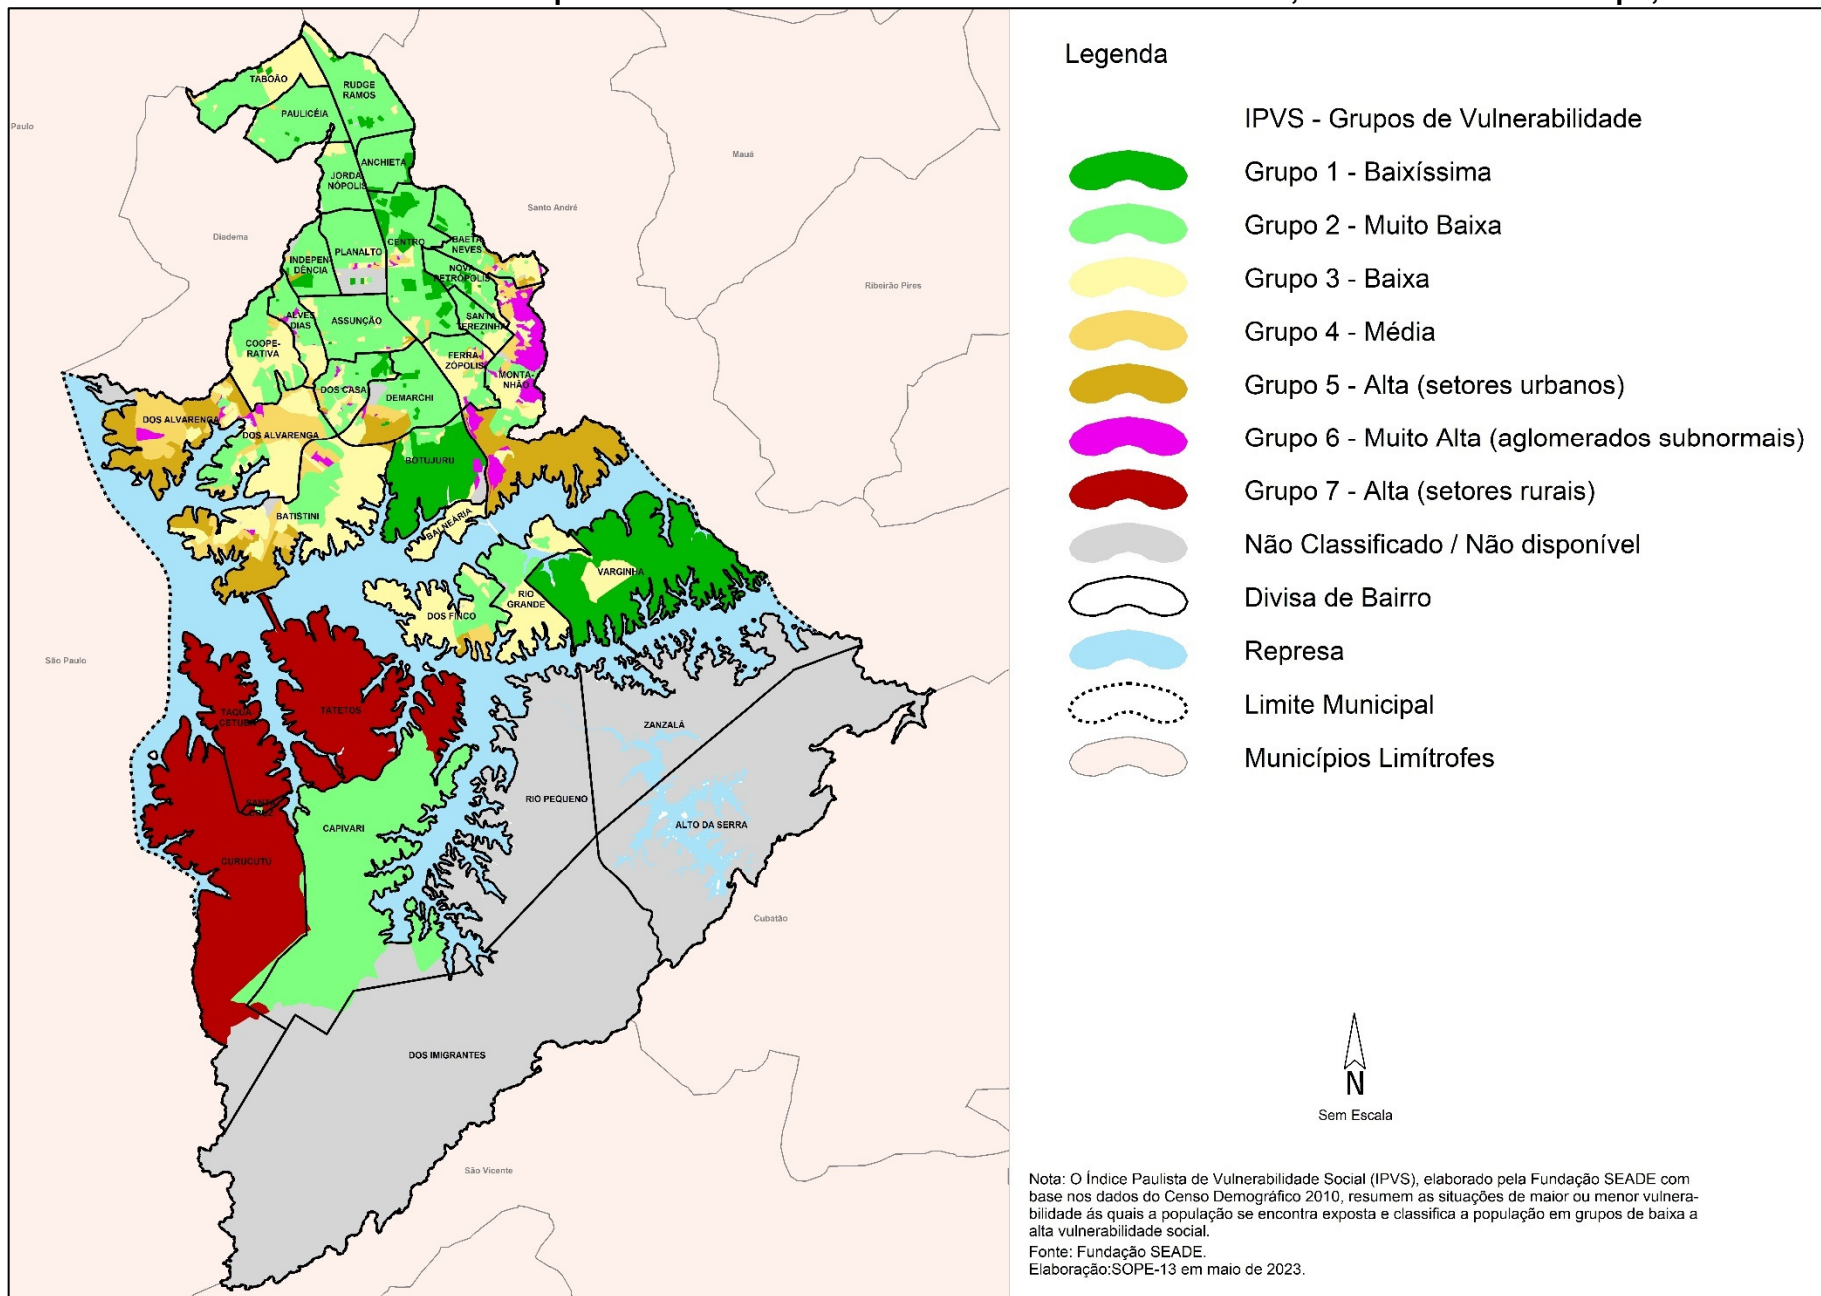 Paulo
Mauá
Santo André
Diadema
Ribeirão Pires
São Paulo
Cubatão
São Vicente
TABOÃO
RUDGE
RAMOS
PAULICÉIA
ANCHIETA
JORDA
NÓPOLIS
CENTRO
BAETA
NEVES
PLANALTO
INDEPEN-
DÊNCIA
NOVA
PETRÓPOLIS
ALVES
DIAS
ASSUNÇÃO
SANTA
TEREZINHA
COOPE-
RATIVA
FERRA-
ZÓPOLIS
MONTA-
NHÃO
DOS CASA
DEMARCHI
DOS ALVARENGA
DOS ALVARENGA
BOTUJURU
BATISTINI
BALNEÁRIA
VARGINHA
RIO
GRANDE
DOS FINCO
TAQUA
CETUBA
TATETOS
ZANZALÁ
RIO PEQUENO
ALTO DA SERRA
CAPIVARI
CURUCUTU
DOS IMIGRANTES
Legenda
IPVS - Grupos de Vulnerabilidade
Grupo 1 - Baixíssima
Grupo 2 - Muito Baixa
Grupo 3 - Baixa
Grupo 4 - Média
Grupo 5 - Alta (setores urbanos)
Grupo 6 - Muito Alta (aglomerados subnormais)
Grupo 7 - Alta (setores rurais)
Não Classificado / Não disponível
Divisa de Bairro
Represa
Limite Municipal
Municípios Limítrofes
N
Sem Escala
Nota: O Índice Paulista de Vulnerabilidade Social (IPVS), elaborado pela Fundação SEADE com
base nos dados do Censo Demográfico 2010, resumem as situações de maior ou menor vulnera-
bilidade ás quais a população se encontra exposta e classifica a população em grupos de baixa a
alta vulnerabilidade social.
Fonte: Fundação SEADE.
Elaboração:SOPE-13 em maio de 2023.